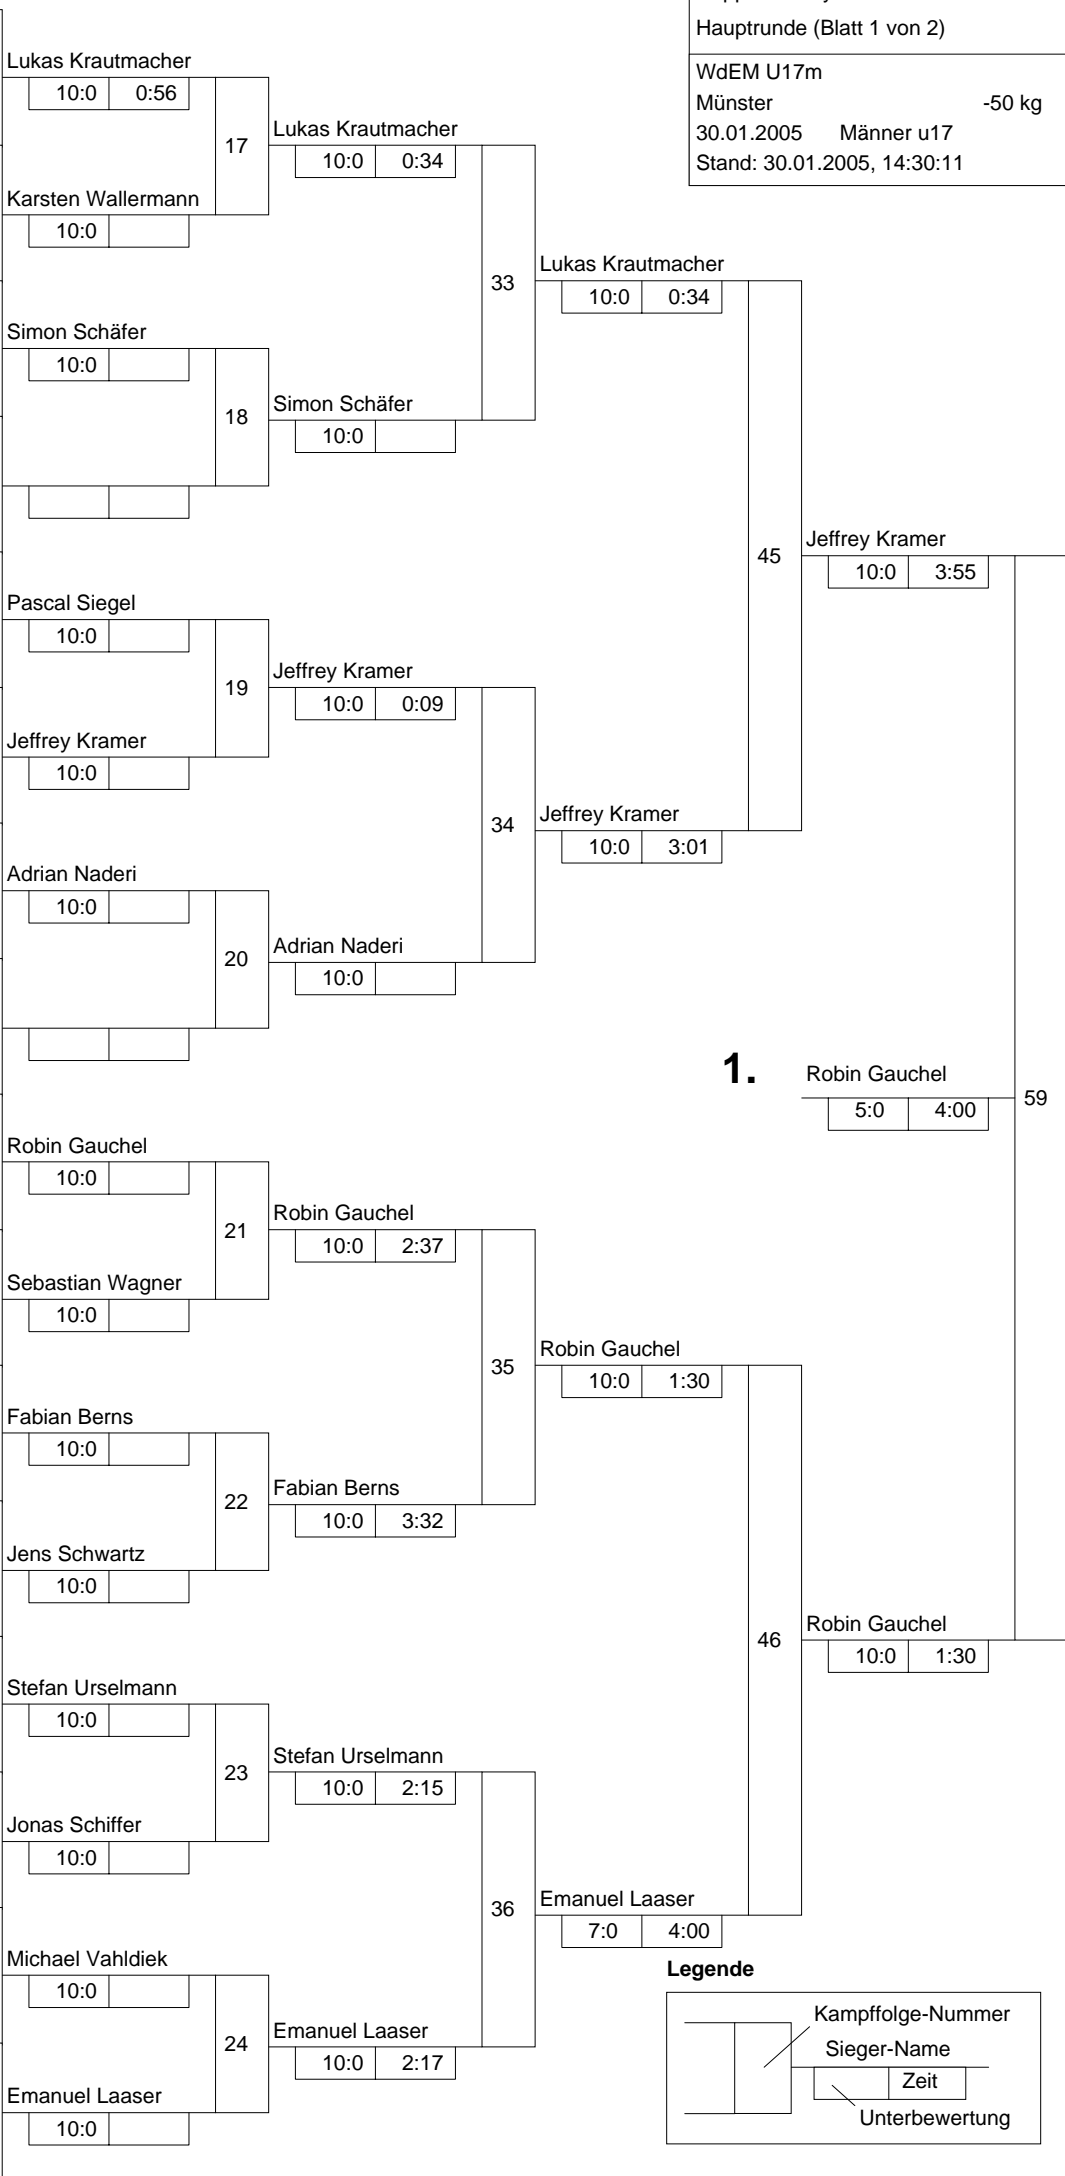 Hauptrunde (Blatt 1 von 2)
WdEM U17m
Münster -50 kg
30.01.2005 Männer u17
Stand: 30.01.2005, 14:30:11
Lukas Krautmacher
10:0 0:56
17
Karsten Wallermann
10:0
Simon Schäfer
10:0
18
Pascal Siegel
10:0
19
Jeffrey Kramer
10:0
Adrian Naderi
10:0
20
Robin Gauchel
10:0
21
Sebastian Wagner
10:0
Fabian Berns
10:0
22
Jens Schwartz
10:0
Stefan Urselmann
10:0
23
Jonas Schiffer
10:0
Michael Vahldiek
10:0
24
Emanuel Laaser
10:0
Lukas Krautmacher
10:0 0:34
33
Simon Schäfer
10:0
Jeffrey Kramer
10:0 0:09
34
Adrian Naderi
10:0
Robin Gauchel
10:0 2:37
35
Fabian Berns
10:0 3:32
Stefan Urselmann
10:0 2:15
36
Emanuel Laaser
10:0 2:17
Lukas Krautmacher
10:0 0:34
45
Jeffrey Kramer
10:0 3:01
Robin Gauchel
10:0 1:30
46
Emanuel Laaser
7:0 4:00
Jeffrey Kramer
10:0 3:55
1. Robin Gauchel
5:0 4:00
59
Robin Gauchel
10:0 1:30
Legende
Kampffolge-Nummer
Sieger-Name
Zeit
Unterbewertung